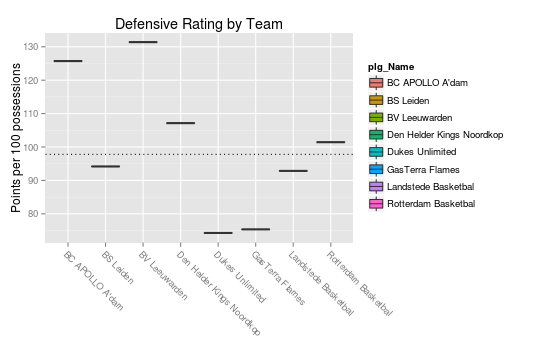 Defensive Rating by Team
Points per 100 possessions
130
120
110
100
90
80
BC APOLLO A'dam
BS Leiden
BV Leeuwarden
Den Helder Kings Noordkop
Dukes Unlimited
GasTerra Flames
Landstede Basketbal
Rotterdam Basketbal
plg_Name
BC APOLLO A'dam
BS Leiden
BV Leeuwarden
Den Helder Kings Noordkop
Dukes Unlimited
GasTerra Flames
Landstede Basketbal
Rotterdam Basketbal